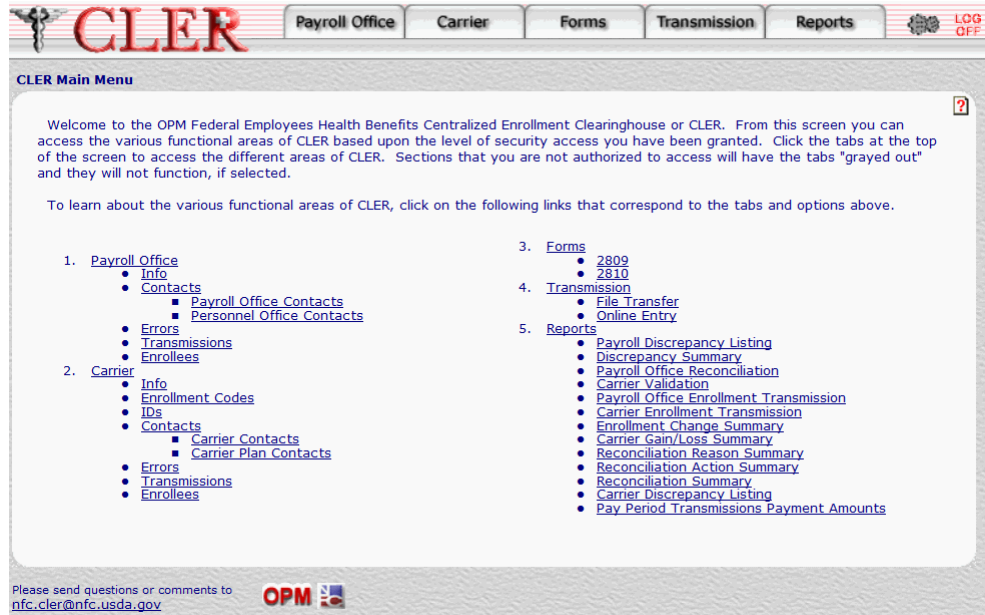 CLER
Payroll Office
Carrier
Forms
Transmission
Reports
LOG
OFF
CLER Main Menu
?
Welcome to the OPM Federal Employees Health Benefits Centralized Enrollment Clearinghouse or CLER. From this screen you can
access the various functional areas of CLER based upon the level of security access you have been granted. Click the tabs at the top
of the screen to access the different areas of CLER. Sections that you are not authorized to access will have the tabs "grayed out"
and they will not function, if selected.
To learn about the various functional areas of CLER, click on the following links that correspond to the tabs and options above.
1. Payroll Office
• Info
• Contacts
▪ Payroll Office Contacts
▪ Personnel Office Contacts
• Errors
• Transmissions
• Enrollees
2. Carrier
• Info
• Enrollment Codes
• IDs
• Contacts
▪ Carrier Contacts
▪ Carrier Plan Contacts
• Errors
• Transmissions
• Enrollees
3. Forms
• 2809
• 2810
4. Transmission
• File Transfer
• Online Entry
5. Reports
• Payroll Discrepancy Listing
• Discrepancy Summary
• Payroll Office Reconciliation
• Carrier Validation
• Payroll Office Enrollment Transmission
• Carrier Enrollment Transmission
• Enrollment Change Summary
• Carrier Gain/Loss Summary
• Reconciliation Reason Summary
• Reconciliation Action Summary
• Reconciliation Summary
• Carrier Discrepancy Listing
• Pay Period Transmissions Payment Amounts
Please send questions or comments to
nfc.cler@nfc.usda.gov
OPM